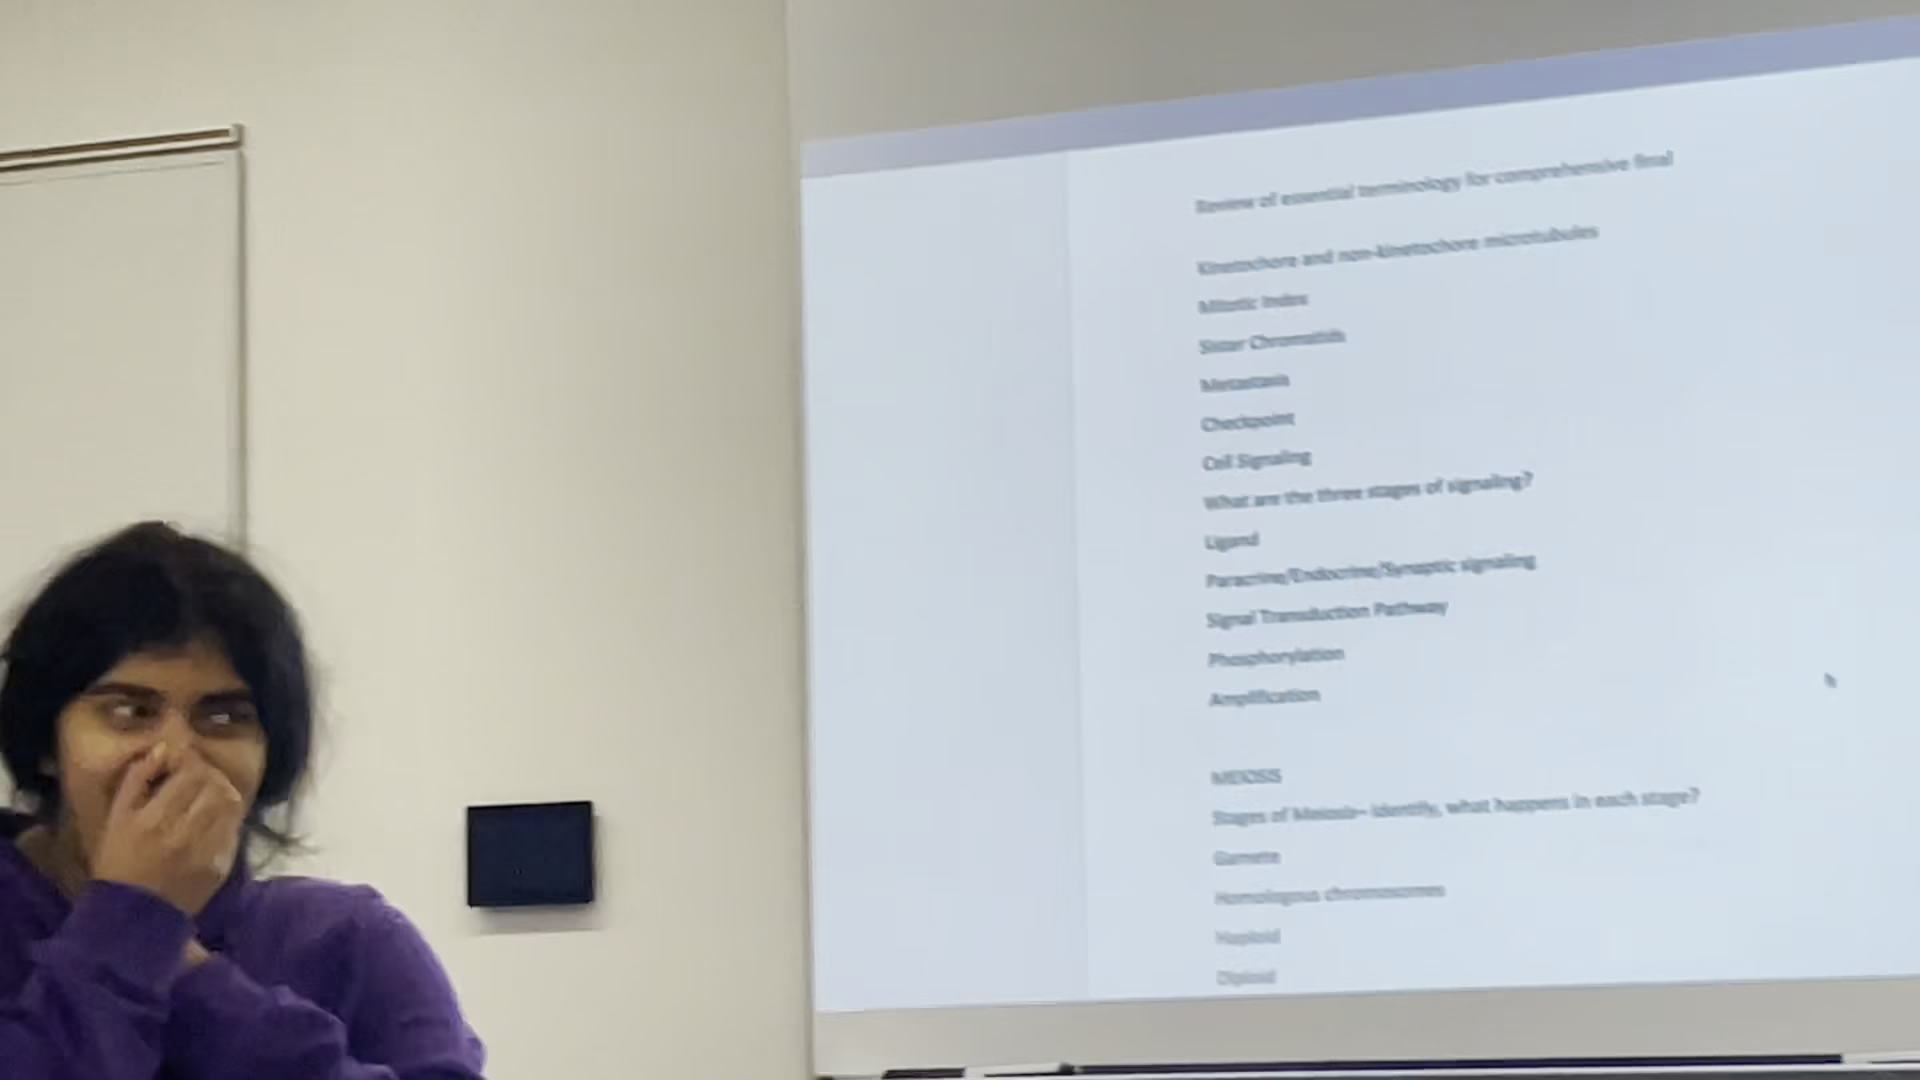 Review of essential terminology for comprehensive final
Kinetochore and non-kinetochore microtubules
Mitotic Index
Sister Chromatids
Metastasis
Checkpoint
Cell Signaling
What are the three stages of signaling?
Ligand
Paracrine/Endocrine/Synaptic signaling
Signal Transduction Pathway
Phosphorylation
Amplification
MEIOSIS
Stages of Meiosis– identify, what happens in each stage?
Gamete
Homologous chromosomes
Haploid
Diploid